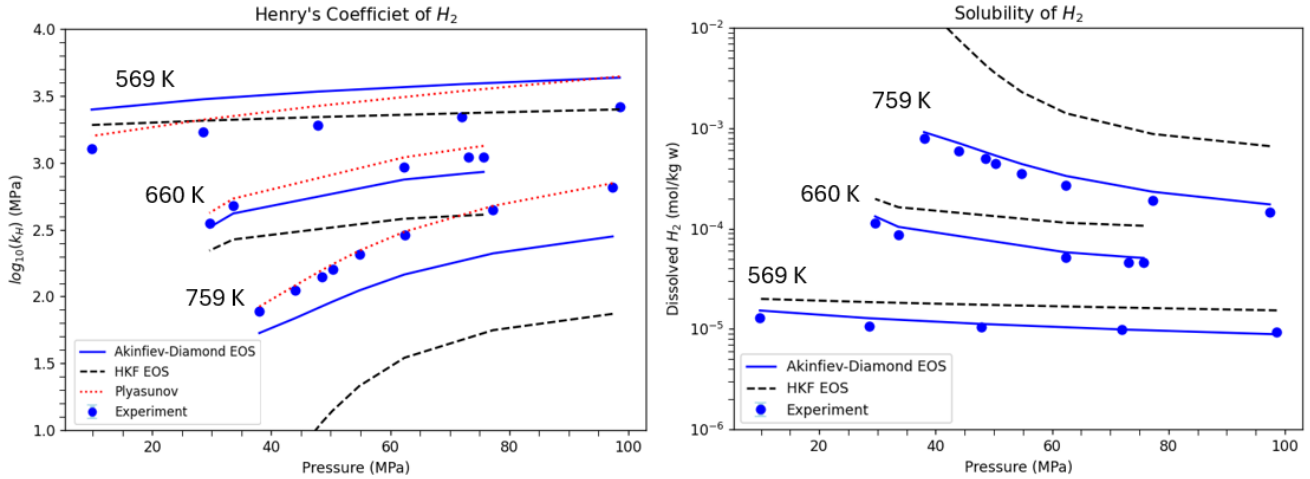 Henry's Coefficiet of H2
4.0
3.5
3.0
2.5
2.0
1.5
1.0
log10(kH) (MPa)
569 K
660 K
759 K
Akinfiev-Diamond EOS
HKF EOS
Plyasunov
Experiment
20
40
60
80
100
Pressure (MPa)
Solubility of H2
10−2
10−3
10−4
10−5
10−6
Dissolved H2 (mol/kg w)
759 K
660 K
569 K
Akinfiev-Diamond EOS
HKF EOS
Experiment
20
40
60
80
100
Pressure (MPa)